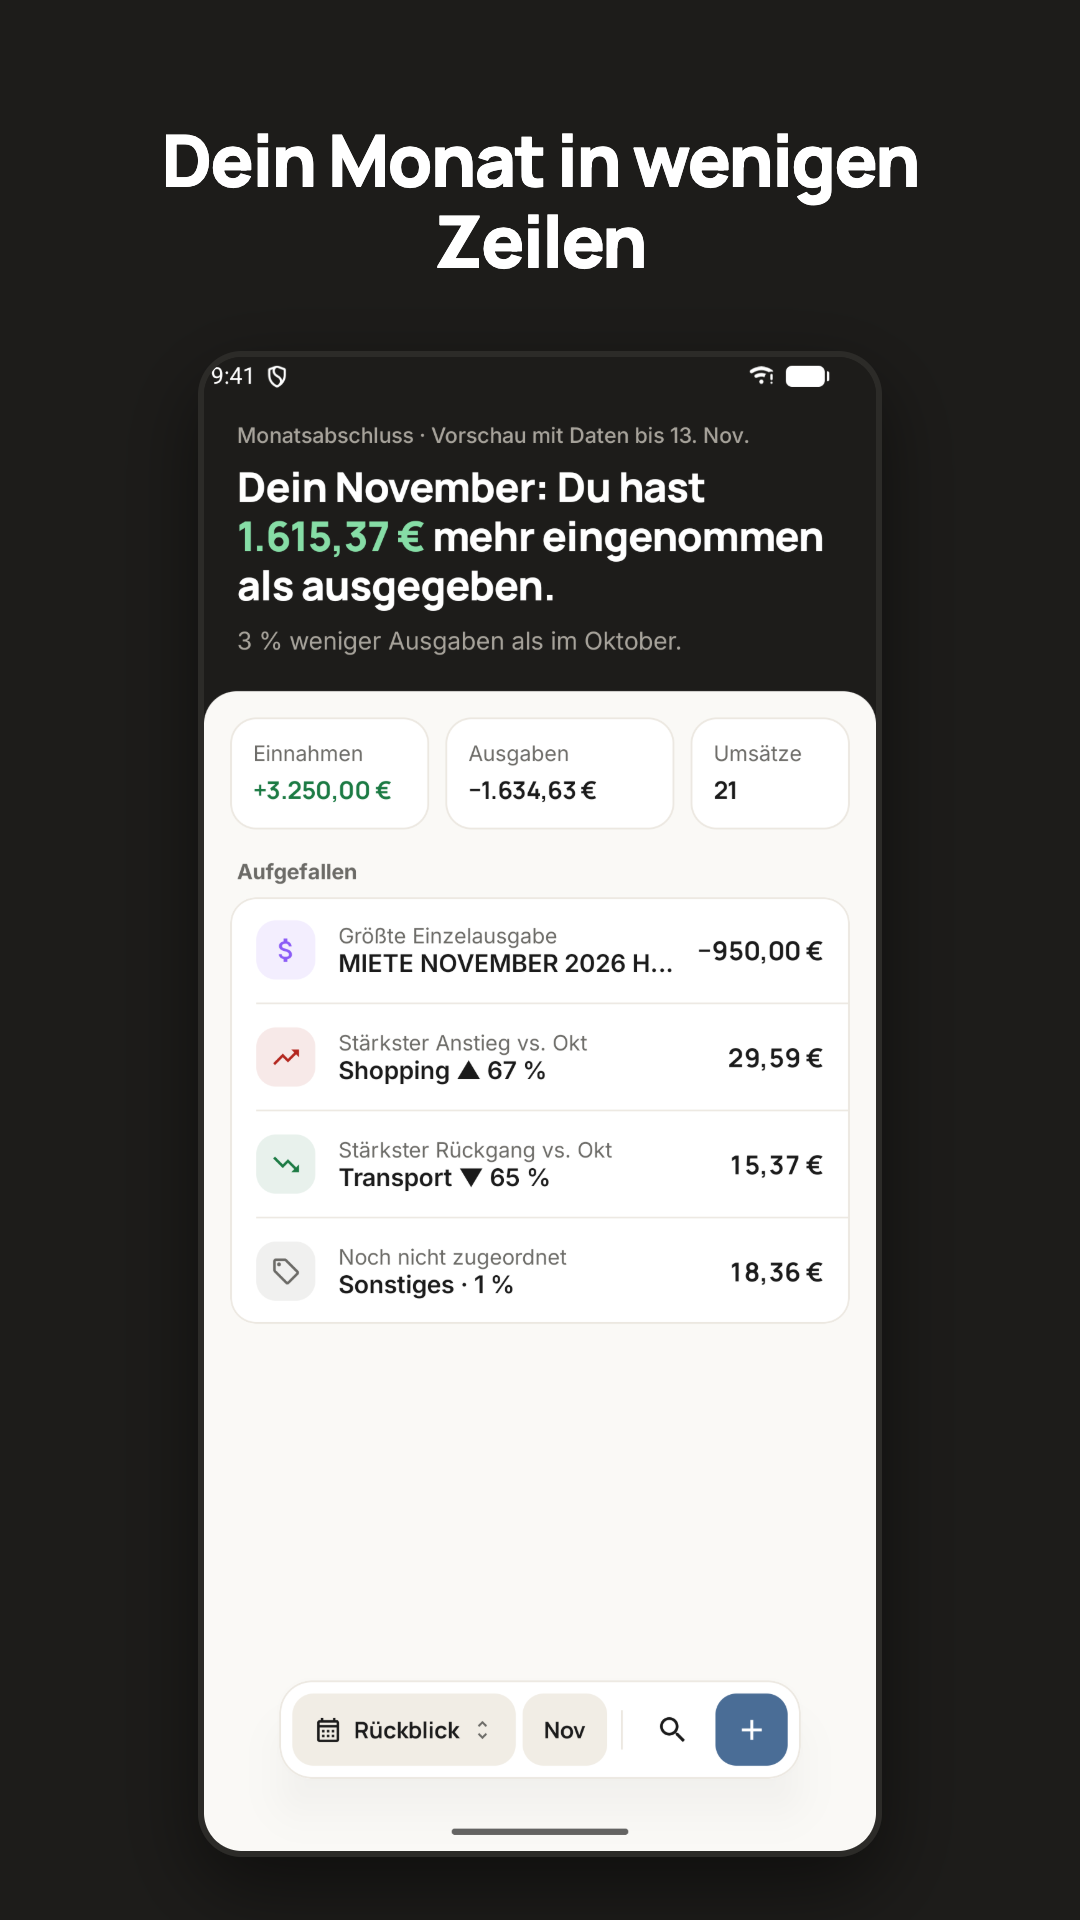 Dein Monat in wenigen
Zeilen
9:41
Monatsabschluss · Vorschau mit Daten bis 13. Nov.
Dein November: Du hast
1.615,37 € mehr eingenommen
als ausgegeben.
3 % weniger Ausgaben als im Oktober.
Einnahmen
+3.250,00 €
Ausgaben
−1.634,63 €
Umsätze
21
Aufgefallen
Größte Einzelausgabe
MIETE NOVEMBER 2026 H...
−950,00 €
Stärkster Anstieg vs. Okt
Shopping ▲ 67 %
29,59 €
Stärkster Rückgang vs. Okt
Transport ▼ 65 %
15,37 €
Noch nicht zugeordnet
Sonstiges · 1 %
18,36 €
Rückblick
Nov